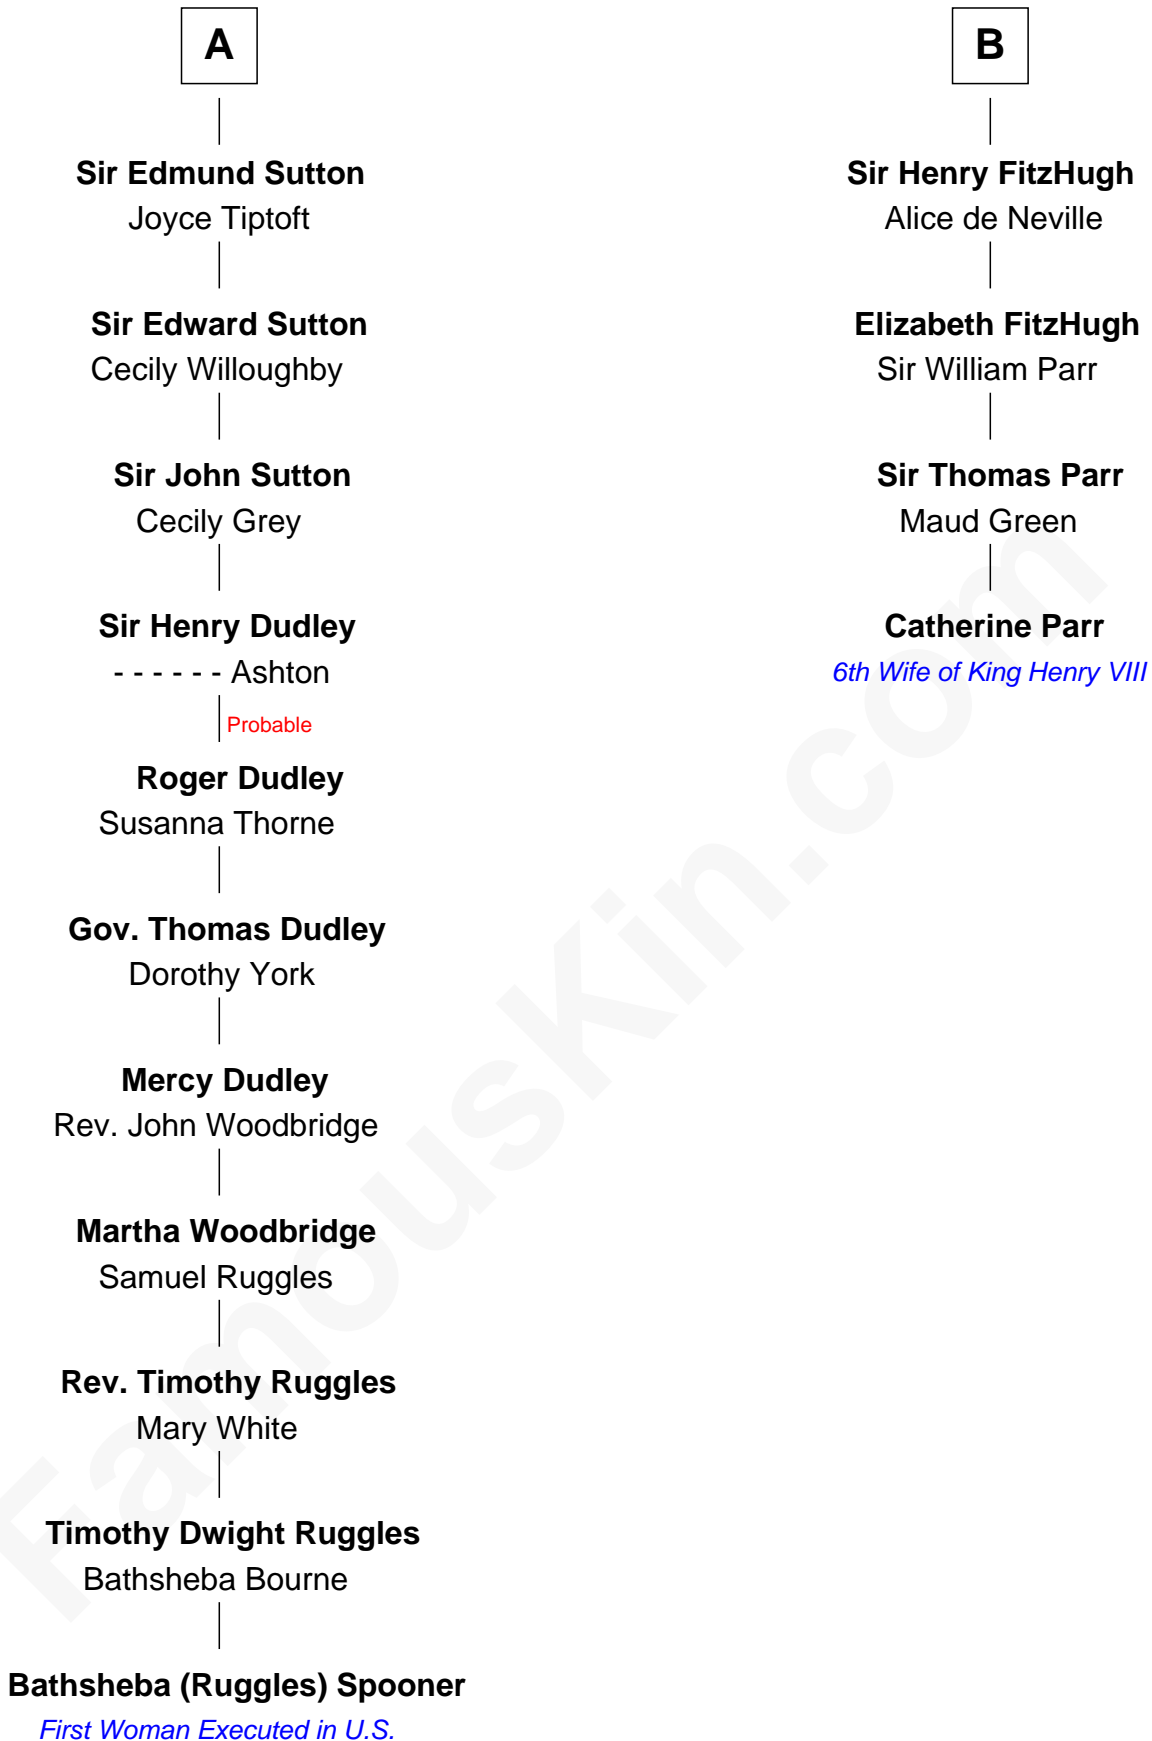 A
Sir Edmund Sutton
Joyce Tiptoft
Sir Edward Sutton
Cecily Willoughby
Sir John Sutton
Cecily Grey
Sir Henry Dudley
- - - - - - Ashton
Probable
Roger Dudley
Susanna Thorne
Gov. Thomas Dudley
Dorothy York
Mercy Dudley
Rev. John Woodbridge
Martha Woodbridge
Samuel Ruggles
Rev. Timothy Ruggles
Mary White
Timothy Dwight Ruggles
Bathsheba Bourne
Bathsheba (Ruggles) Spooner
First Woman Executed in U.S.
B
Sir Henry FitzHugh
Alice de Neville
Elizabeth FitzHugh
Sir William Parr
Sir Thomas Parr
Maud Green
Catherine Parr
6th Wife of King Henry VIII
FamousKin.com